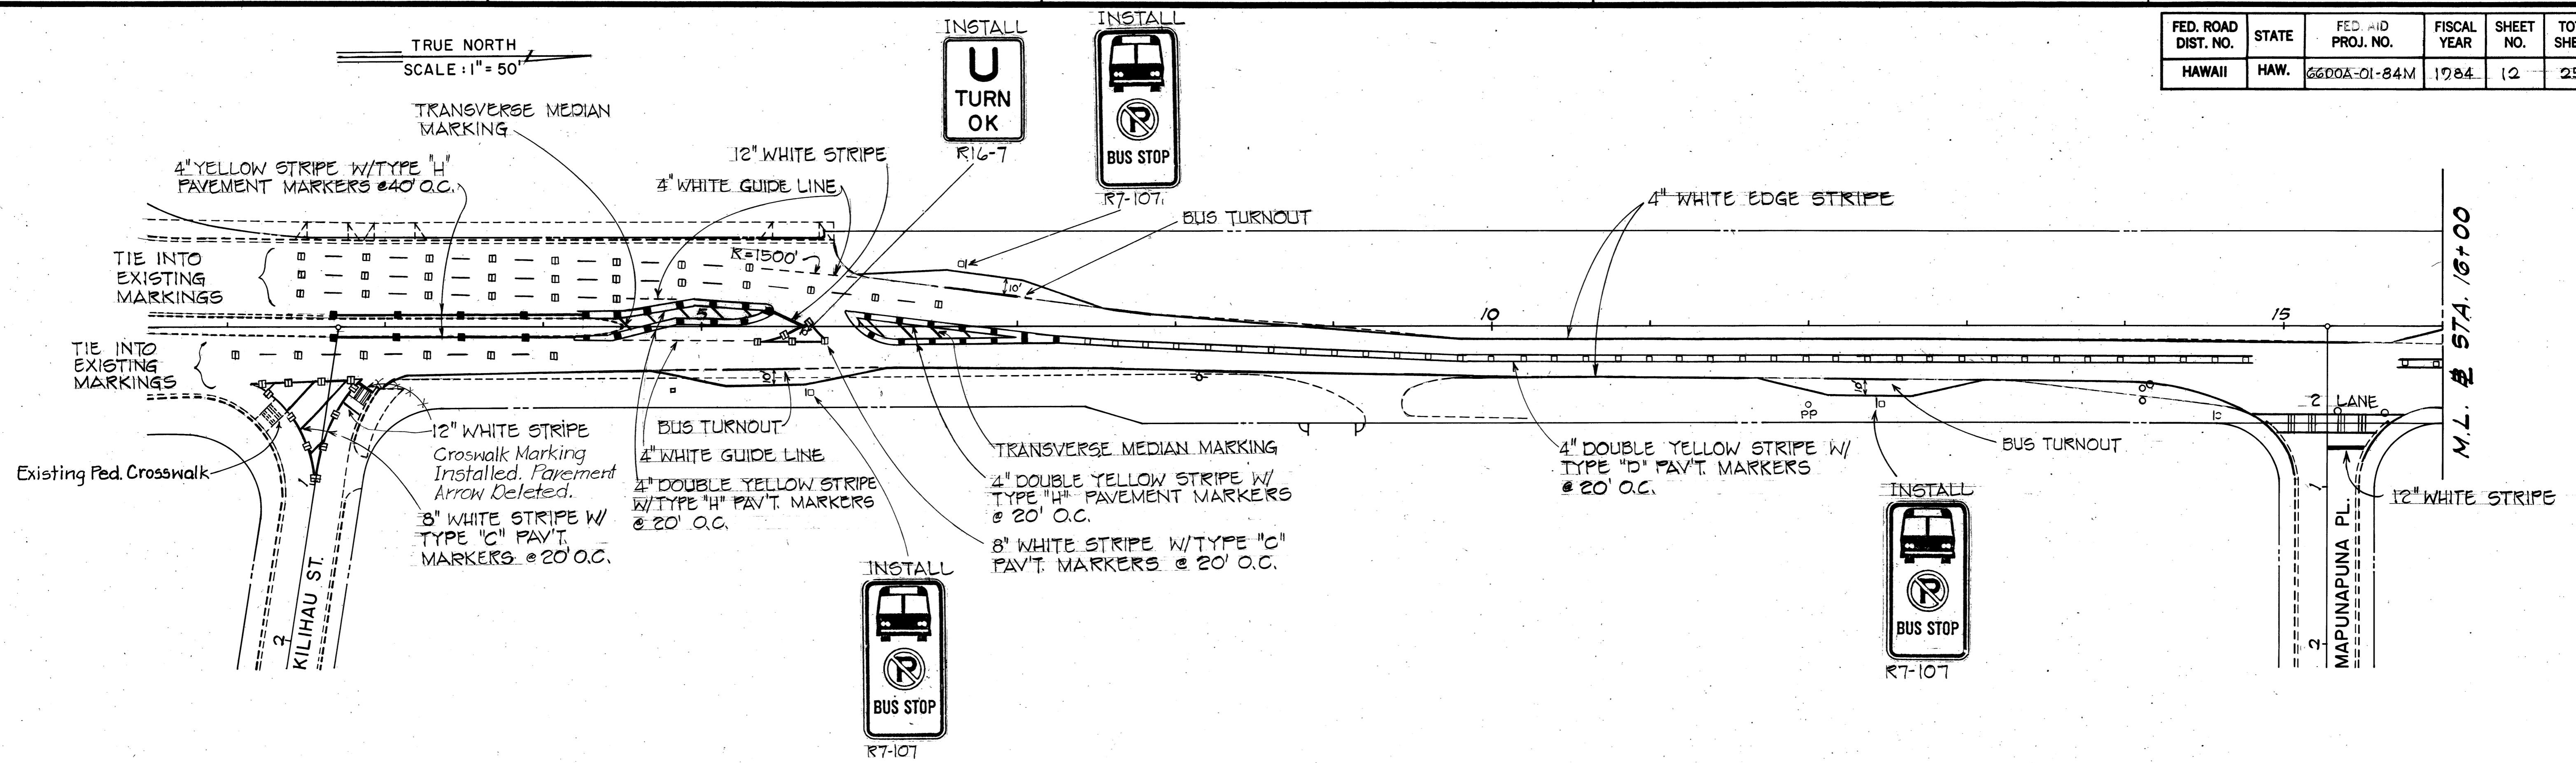 FED. ROAD DIST. NO.
STATE
FED. AID PROJ. NO.
FISCAL YEAR
SHEET NO.
HAWAII
HAW.
6600A-01-84M
1984
12
TRUE NORTH
SCALE : 1" = 50'
INSTALL
U
TURN
OK
R16-7
INSTALL
P
BUS STOP
R7-107
TRANSVERSE MEDIAN
MARKING
4" YELLOW STRIPE W/TYPE "H"
PAVEMENT MARKERS @ 40' O.C.
12" WHITE STRIPE
4" WHITE GUIDE LINE
BUS TURNOUT
4" WHITE EDGE STRIPE
R=1500'
10'
TIE INTO
EXISTING
MARKINGS
TIE INTO
EXISTING
MARKINGS
5
10
15
M.L. B STA. 16+00
10'
10'
PP
2 LANE
Existing Ped. Crosswalk
12" WHITE STRIPE
Croswalk Marking
Installed. Pavement
Arrow Deleted.
8" WHITE STRIPE W/
TYPE "C" PAV'T.
MARKERS @ 20' O.C.
BUS TURNOUT
4" WHITE GUIDE LINE
4" DOUBLE YELLOW STRIPE
W/TYPE "H" PAV'T. MARKERS
@ 20' O.C.
TRANSVERSE MEDIAN MARKING
4" DOUBLE YELLOW STRIPE W/
TYPE "H" PAVEMENT MARKERS
@ 20' O.C.
8" WHITE STRIPE W/TYPE "C"
PAV'T. MARKERS @ 20' O.C.
4" DOUBLE YELLOW STRIPE W/
TYPE "D" PAV'T. MARKERS
@ 20' O.C.
BUS TURNOUT
12" WHITE STRIPE
1
2
KILIHAU ST.
1
2
MAPUNAPUNA PL.
INSTALL
P
BUS STOP
R7-107
INSTALL
P
BUS STOP
R7-107